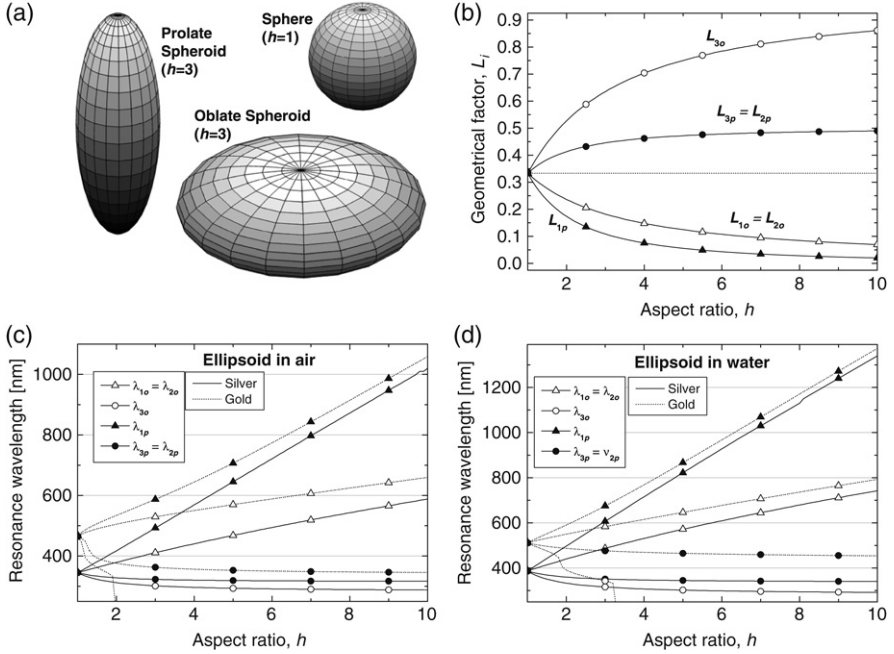 (a)
Prolate
Spheroid
(h=3)
Sphere
(h=1)
Oblate Spheroid
(h=3)
(b)
Geometrical factor, Lᵢ
0.9
0.8
0.7
0.6
0.5
0.4
0.3
0.2
0.1
0.0
L₃ₒ
L₃ₚ = L₂ₚ
L₁ₒ = L₂ₒ
L₁ₚ
2 4 6 8 10
Aspect ratio, h
(c)
Ellipsoid in air
Resonance wavelength [nm]
1000
800
600
400
λ₁ₒ = λ₂ₒ
λ₃ₒ
λ₁ₚ
λ₃ₚ = λ₂ₚ
Silver
Gold
2 4 6 8 10
Aspect ratio, h
(d)
Ellipsoid in water
Resonance wavelength [nm]
1200
1000
800
600
400
λ₁ₒ = λ₂ₒ
λ₃ₒ
λ₁ₚ
λ₃ₚ = ν₂ₚ
Silver
Gold
2 4 6 8 10
Aspect ratio, h